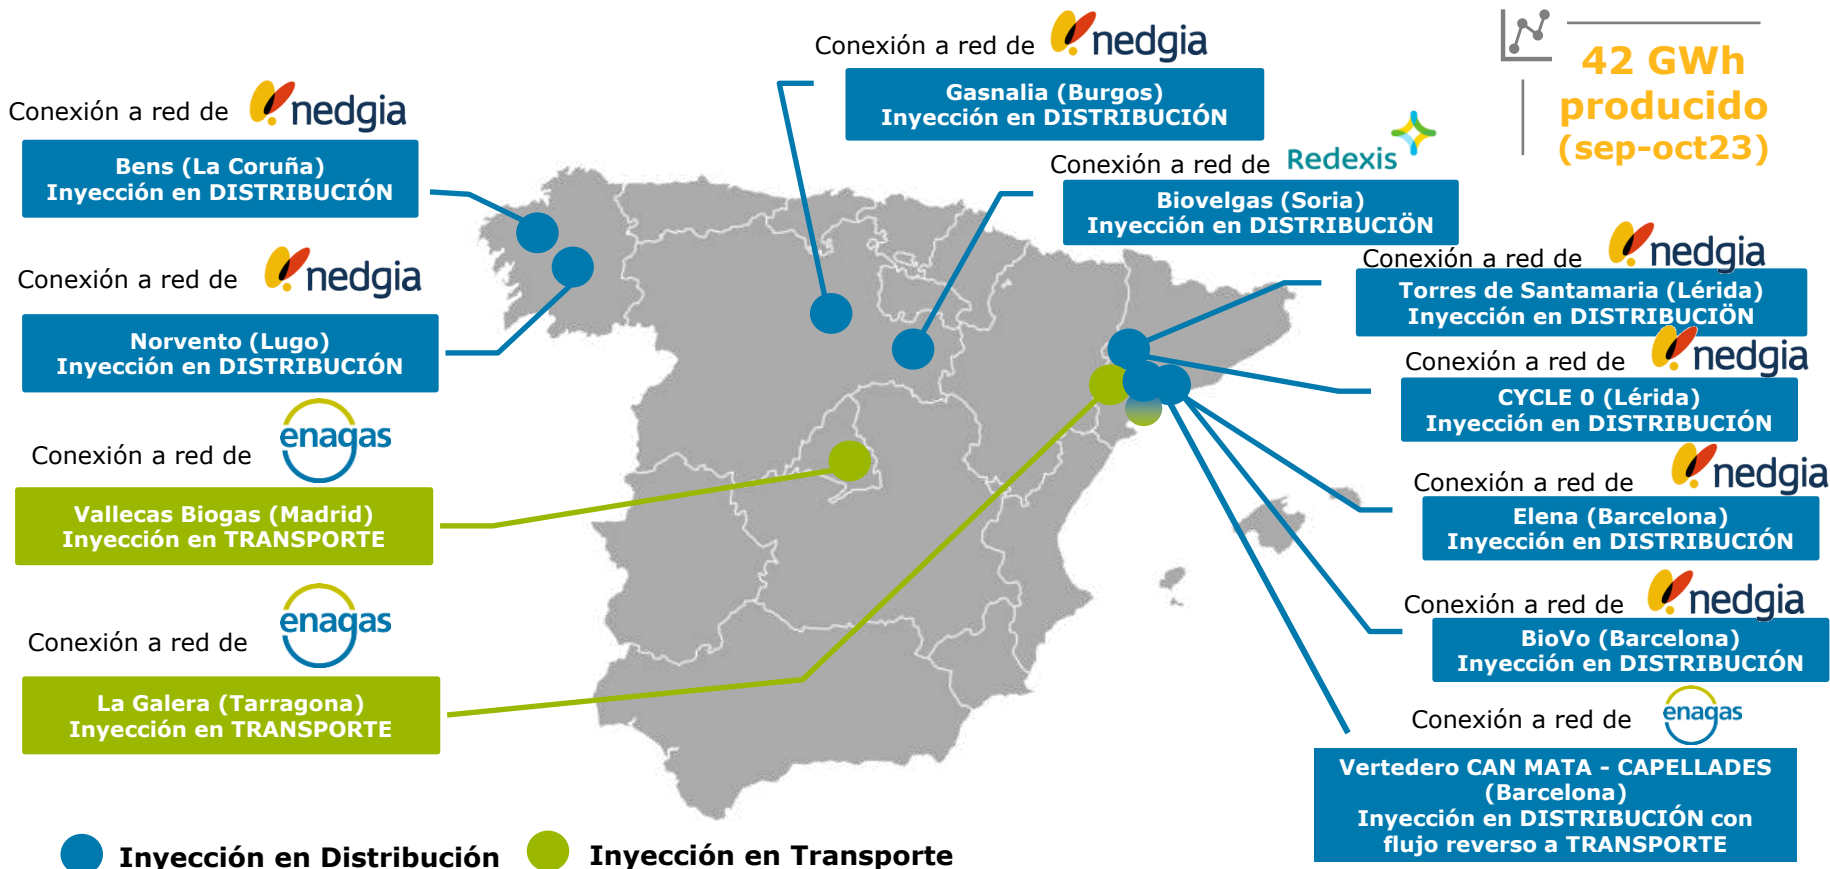 Conexión a red de nedgia
Gasnalia (Burgos)
Inyección en DISTRIBUCIÓN
42 GWh
producido
(sep-oct23)
Conexión a red de nedgia
Bens (La Coruña)
Inyección en DISTRIBUCIÓN
Conexión a red de Redexis
Biovelgas (Soria)
Inyección en DISTRIBUCIÖN
Conexión a red de nedgia
Norvento (Lugo)
Inyección en DISTRIBUCIÓN
Conexión a red de nedgia
Torres de Santamaria (Lérida)
Inyección en DISTRIBUCIÖN
Conexión a red de nedgia
CYCLE 0 (Lérida)
Inyección en DISTRIBUCIÓN
Conexión a red de enagas
Vallecas Biogas (Madrid)
Inyección en TRANSPORTE
Conexión a red de nedgia
Elena (Barcelona)
Inyección en DISTRIBUCIÓN
Conexión a red de enagas
La Galera (Tarragona)
Inyección en TRANSPORTE
Conexión a red de nedgia
BioVo (Barcelona)
Inyección en DISTRIBUCIÓN
Conexión a red de enagas
Vertedero CAN MATA - CAPELLADES
(Barcelona)
Inyección en DISTRIBUCIÓN con
flujo reverso a TRANSPORTE
Inyección en Distribución
Inyección en Transporte